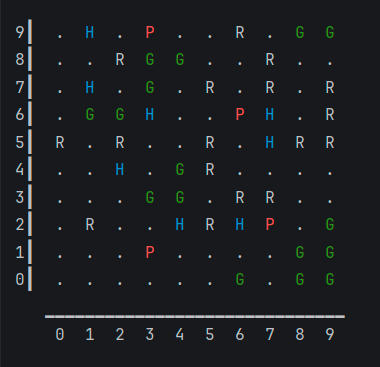 9| . H . P . . R . G G
8| . . R G G . . R . .
7| . H . G . R . R . R
6| . G G H . . P H . R
5| R . R . . R . H R R
4| . . H . G R . . . .
3| . . . G G . R R . .
2| . R . . H R H P . G
1| . . . P . . . . G G
0| . . . . . . G . G G
0 1 2 3 4 5 6 7 8 9